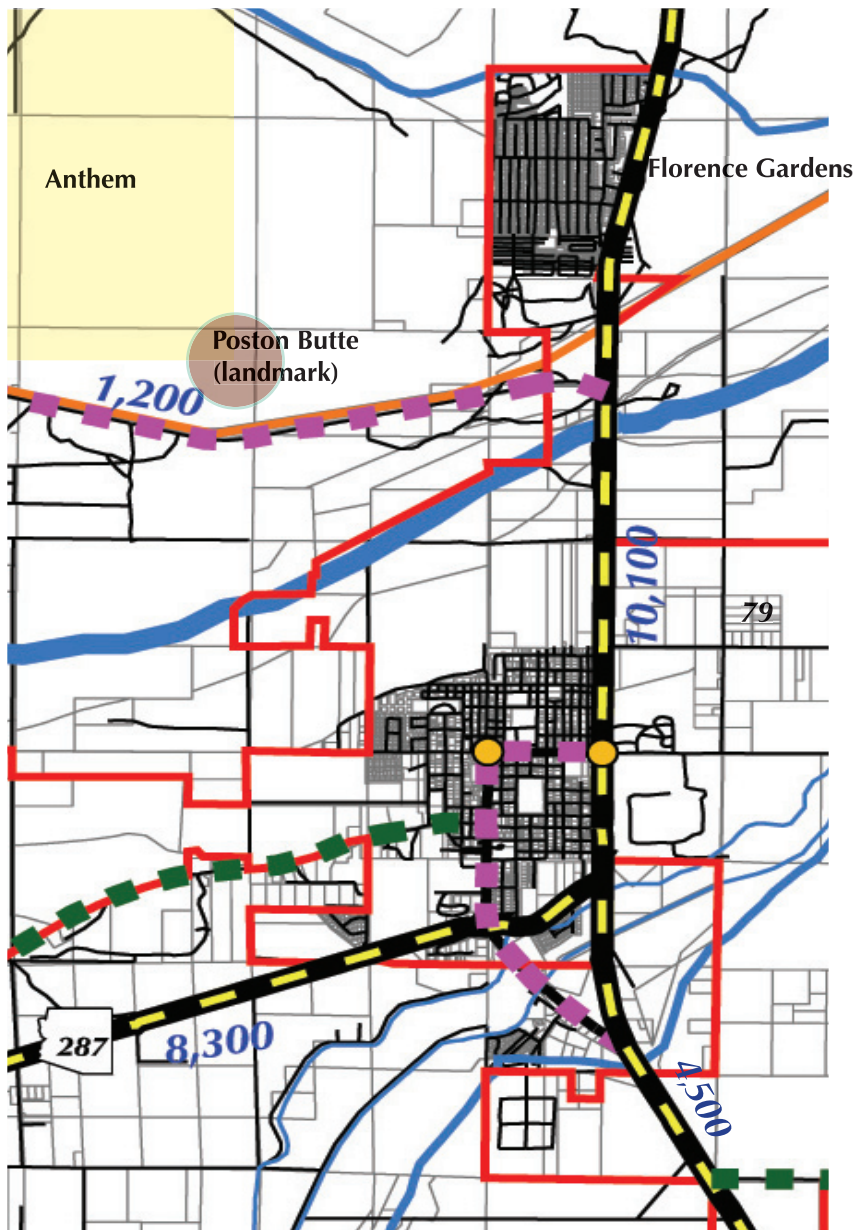 Anthem
Florence Gardens
Poston Butte
(landmark)
1,200
10,100
79
287
8,300
4,500